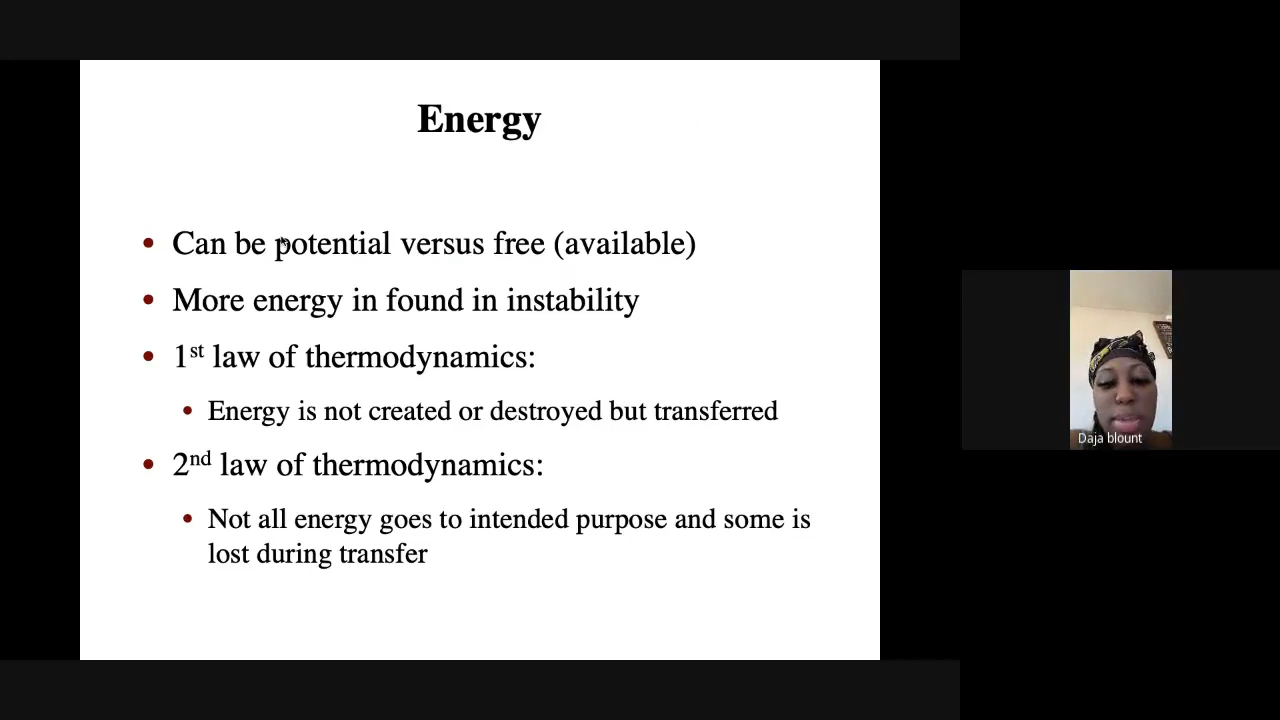 Energy
• Can be potential versus free (available)
• More energy in found in instability
• 1st law of thermodynamics:
• Energy is not created or destroyed but transferred
• 2nd law of thermodynamics:
• Not all energy goes to intended purpose and some is
lost during transfer
Daja blount